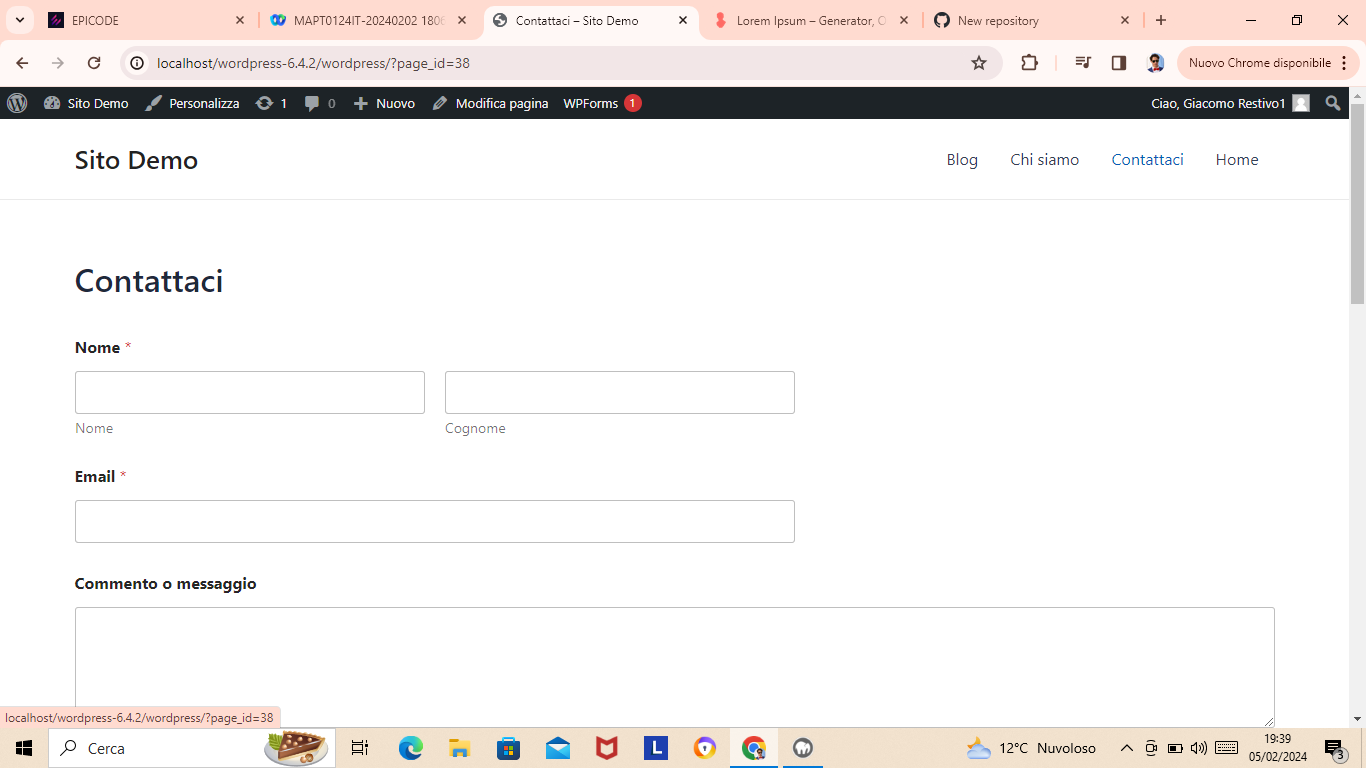 EPICODE
MAPT0124IT-20240202 1806
Contattaci – Sito Demo
Lorem Ipsum – Generator, O
New repository
localhost/wordpress-6.4.2/wordpress/?page_id=38
Nuovo Chrome disponibile
Sito Demo
Personalizza
1
0
Nuovo
Modifica pagina
WPForms 1
Ciao, Giacomo Restivo1
Sito Demo
Blog
Chi siamo
Contattaci
Home
Contattaci
Nome *
Nome
Cognome
Email *
Commento o messaggio
localhost/wordpress-6.4.2/wordpress/?page_id=38
Cerca
L
12°C Nuvoloso
19:39
05/02/2024
3